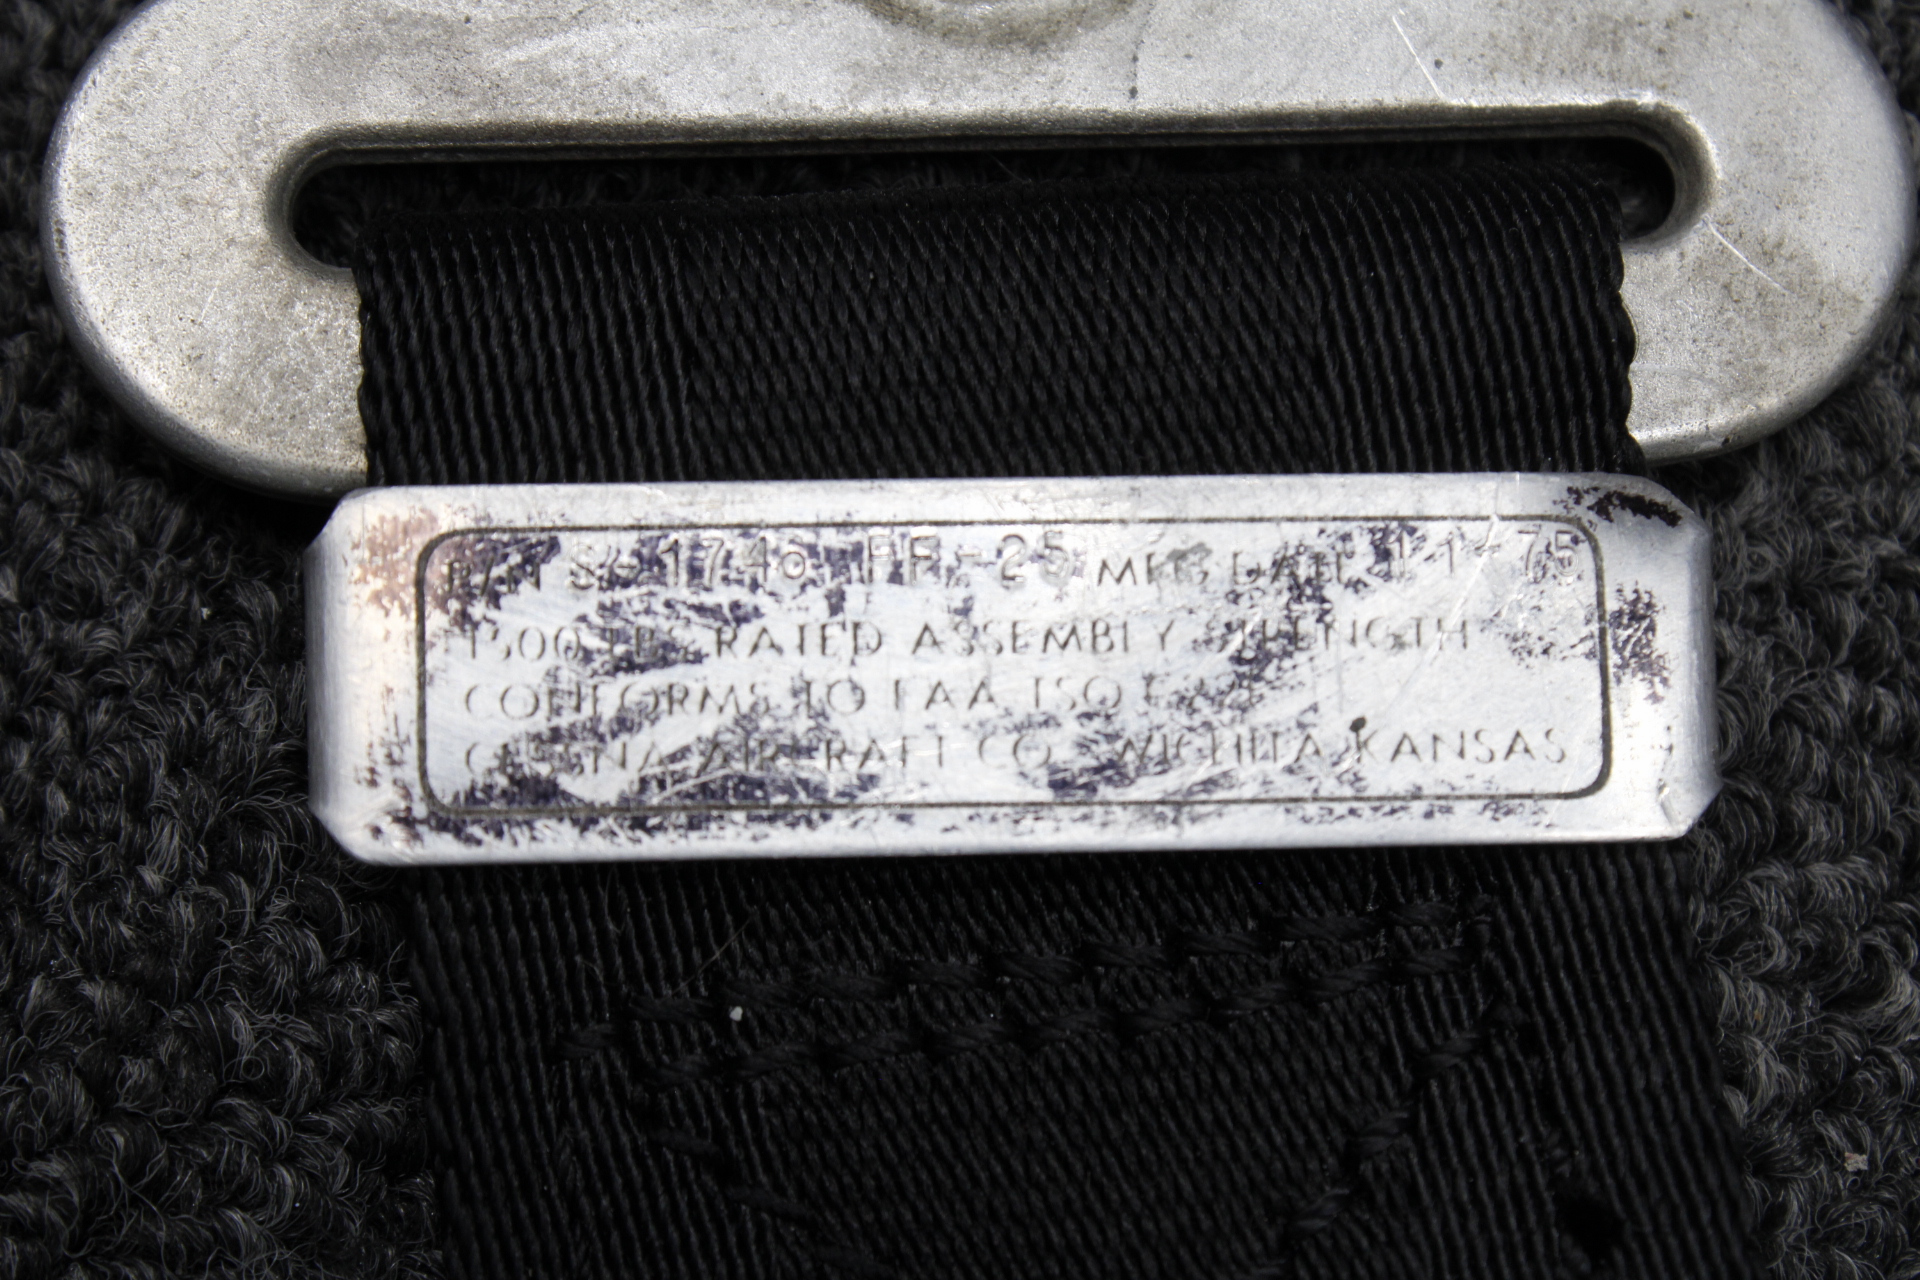 P/N S-1746 FF-25 MFG DATE 11-75
1500 LBS RATED ASSEMBLY STRENGTH
CONFORMS TO FAA TSO
CESSNA AIRCRAFT CO. WICHITA KANSAS